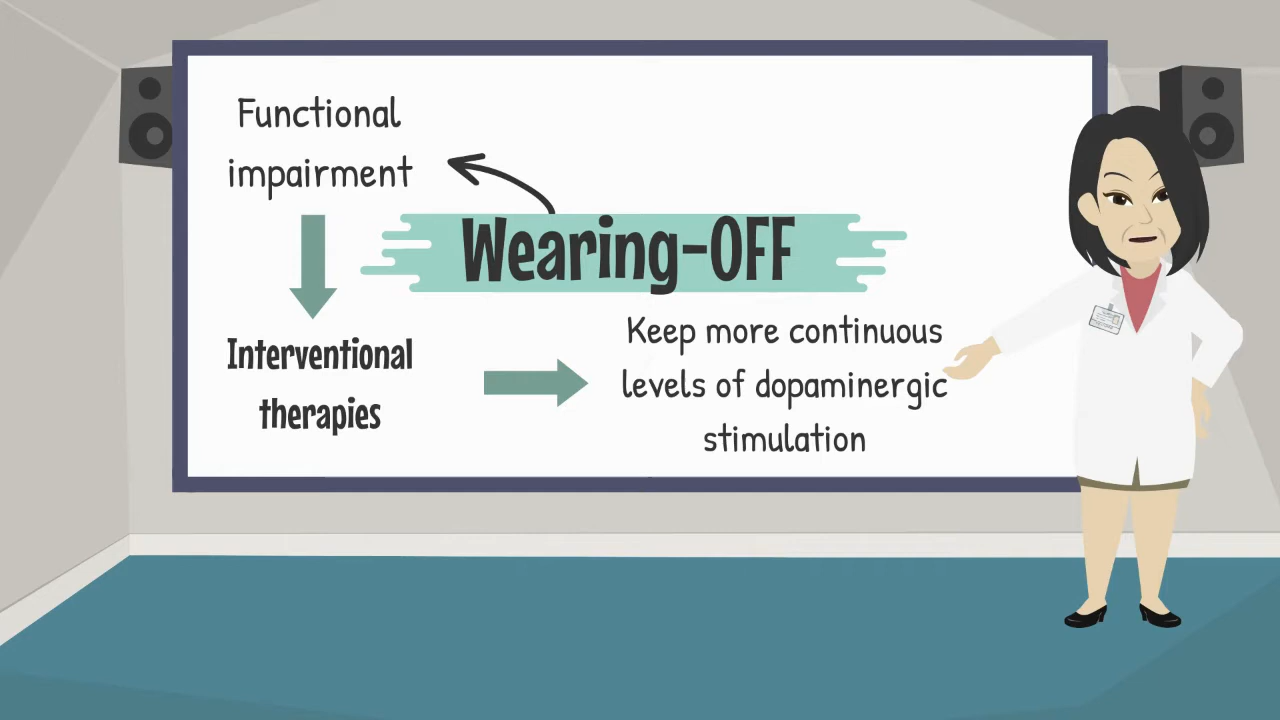 Functional
impairment
Wearing-OFF
Interventional
therapies
Keep more continuous
levels of dopaminergic
stimulation